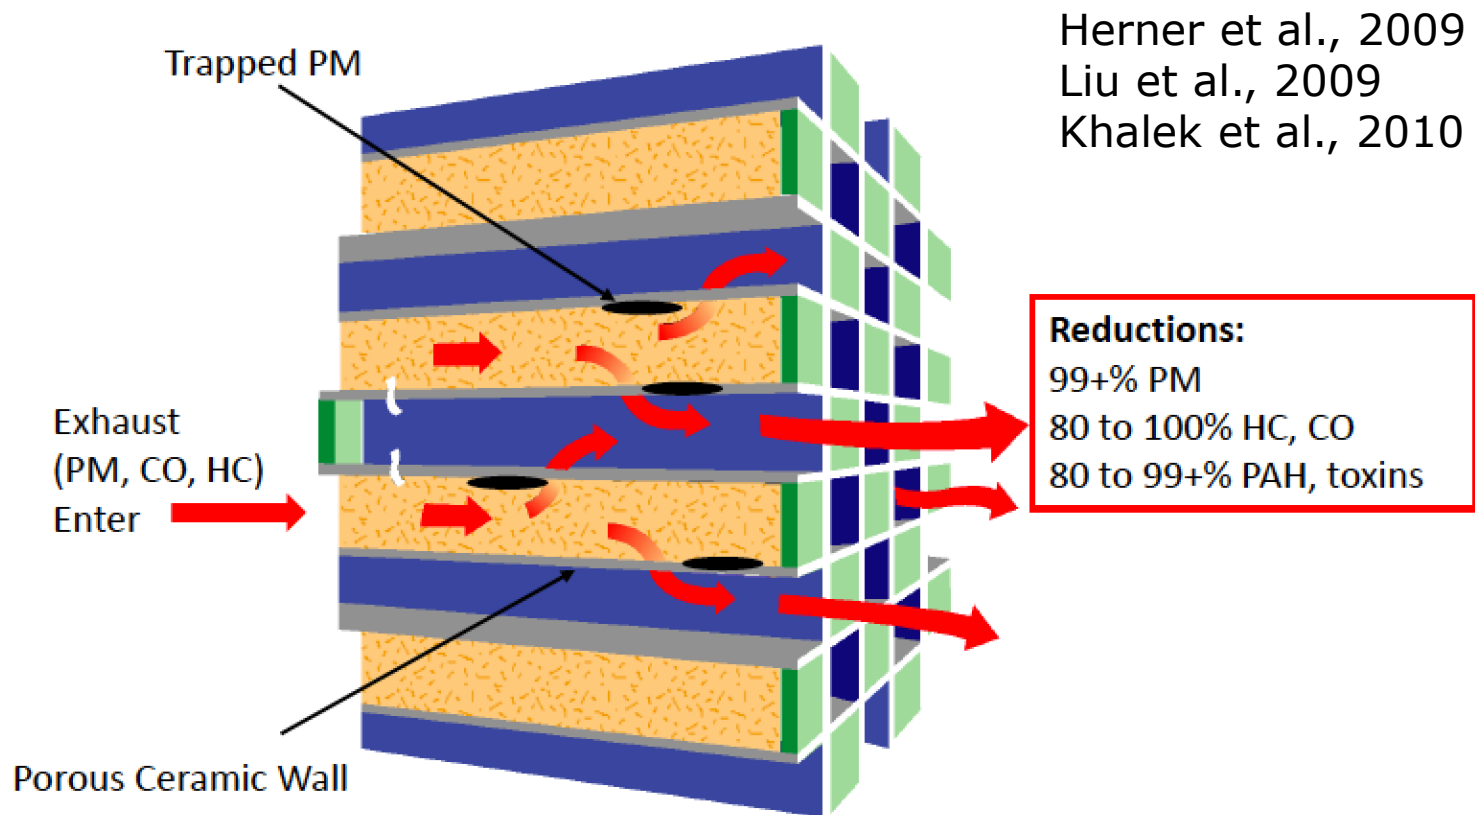 Herner et al., 2009
Liu et al., 2009
Khalek et al., 2010
Trapped PM
Reductions:
99+% PM
80 to 100% HC, CO
80 to 99+% PAH, toxins
Exhaust
(PM, CO, HC)
Enter
Porous Ceramic Wall